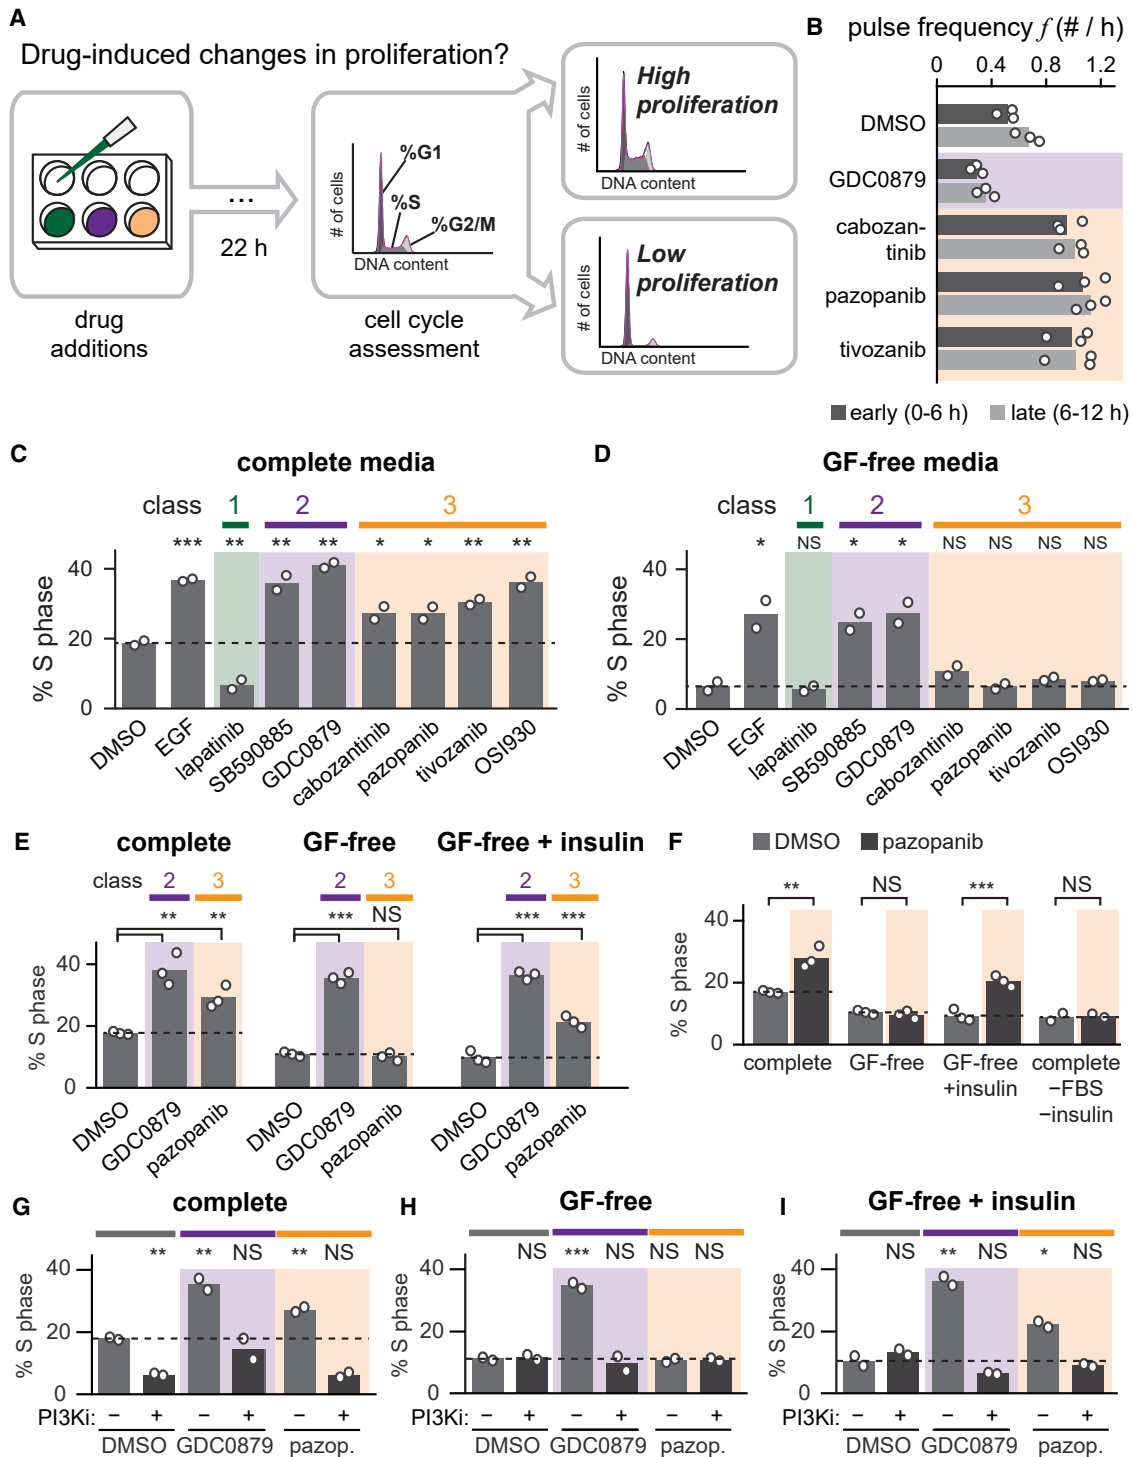 A
Drug-induced changes in proliferation?
...
22 h
drug
additions
# of cells
%G1
%S
%G2/M
DNA content
cell cycle
assessment
# of cells
High
proliferation
DNA content
# of cells
Low
proliferation
DNA content
B
pulse frequency f (# / h)
0 0.4 0.8 1.2
DMSO
GDC0879
cabozan-
tinib
pazopanib
tivozanib
early (0-6 h) late (6-12 h)
C
complete media
class 1 2 3
*** ** ** ** * * ** **
% S phase
40
20
0
DMSO
EGF
lapatinib
SB590885
GDC0879
cabozantinib
pazopanib
tivozanib
OSI930
D
GF-free media
class 1 2 3
* NS * * NS NS NS NS
% S phase
40
20
0
DMSO
EGF
lapatinib
SB590885
GDC0879
cabozantinib
pazopanib
tivozanib
OSI930
E
complete GF-free GF-free + insulin
class 2 3 2 3 2 3
** ** *** NS *** ***
% S phase
40
20
0
DMSO
GDC0879
pazopanib
DMSO
GDC0879
pazopanib
DMSO
GDC0879
pazopanib
F
DMSO pazopanib
** NS *** NS
% S phase
40
20
0
complete
GF-free
GF-free
+insulin
complete
−FBS
−insulin
G
complete
** ** NS ** NS
% S phase
40
20
0
PI3Ki: − + − + − +
DMSO GDC0879 pazop.
H
GF-free
NS *** NS NS NS
% S phase
40
20
0
PI3Ki: − + − + − +
DMSO GDC0879 pazop.
I
GF-free + insulin
NS ** NS * NS
% S phase
40
20
0
PI3Ki: − + − + − +
DMSO GDC0879 pazop.